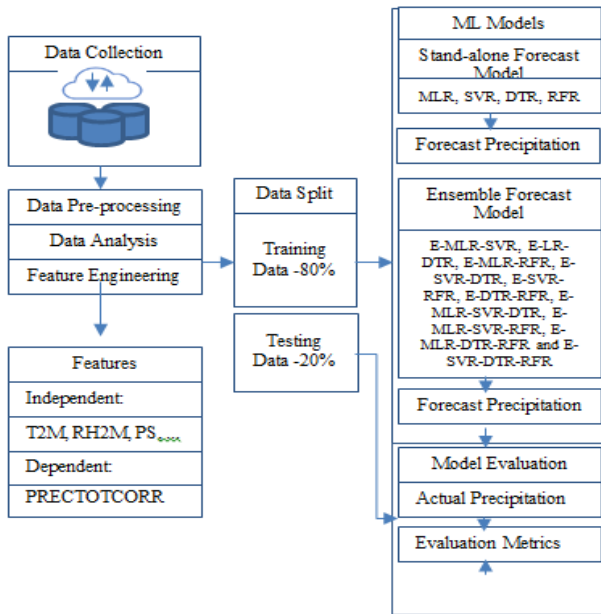 Data Collection
Data Pre-processing
Data Analysis
Feature Engineering
Features
Independent:
T2M, RH2M, PS
Dependent:
PRECTOTCORR
Data Split
Training
Data -80%
Testing
Data -20%
ML Models
Stand-alone Forecast
Model
MLR, SVR, DTR, RFR
Forecast Precipitation
Ensemble Forecast
Model
E-MLR-SVR, E-LR-
DTR, E-MLR-RFR, E-
SVR-DTR, E-SVR-
RFR, E-DTR-RFR, E-
MLR-SVR-DTR, E-
MLR-SVR-RFR, E-
MLR-DTR-RFR and E-
SVR-DTR-RFR
Forecast Precipitation
Model Evaluation
Actual Precipitation
Evaluation Metrics